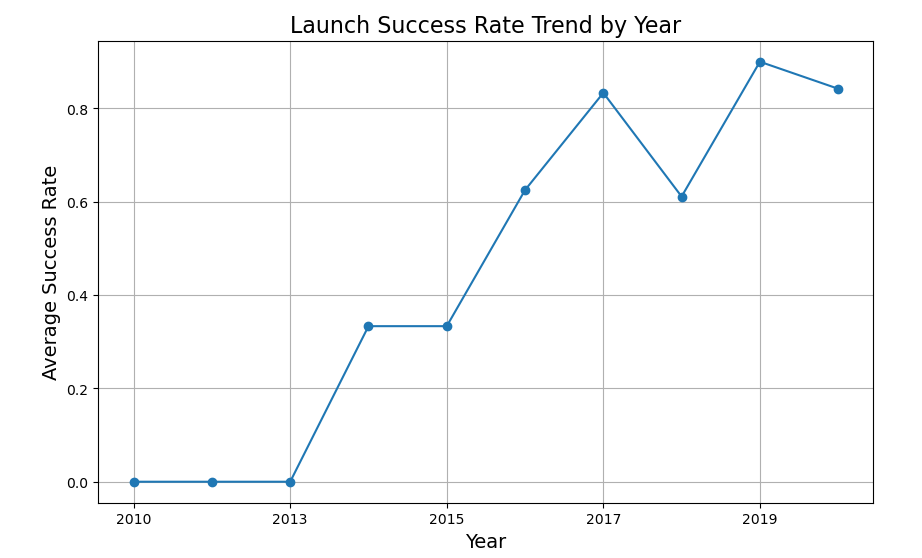 Launch Success Rate Trend by Year
Average Success Rate
0.8
0.6
0.4
0.2
0.0
2010 2013 2015 2017 2019
Year